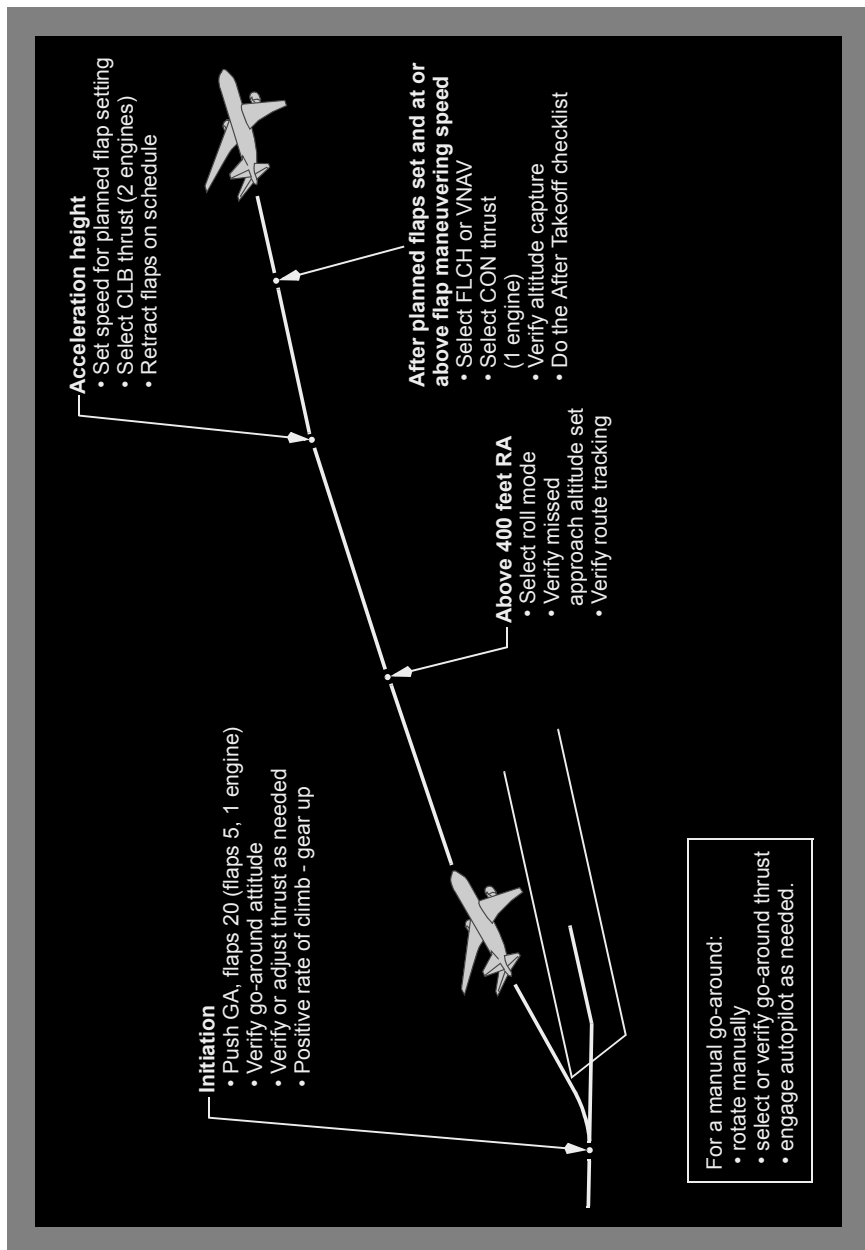 Initiation
• Push GA, flaps 20 (flaps 5, 1 engine)
• Verify go-around attitude
• Verify or adjust thrust as needed
• Positive rate of climb - gear up
Above 400 feet RA
• Select roll mode
• Verify missed
approach altitude set
• Verify route tracking
Acceleration height
• Set speed for planned flap setting
• Select CLB thrust (2 engines)
• Retract flaps on schedule
After planned flaps set and at or
above flap maneuvering speed
• Select FLCH or VNAV
• Select CON thrust
(1 engine)
• Verify altitude capture
• Do the After Takeoff checklist
For a manual go-around:
• rotate manually
• select or verify go-around thrust
• engage autopilot as needed.